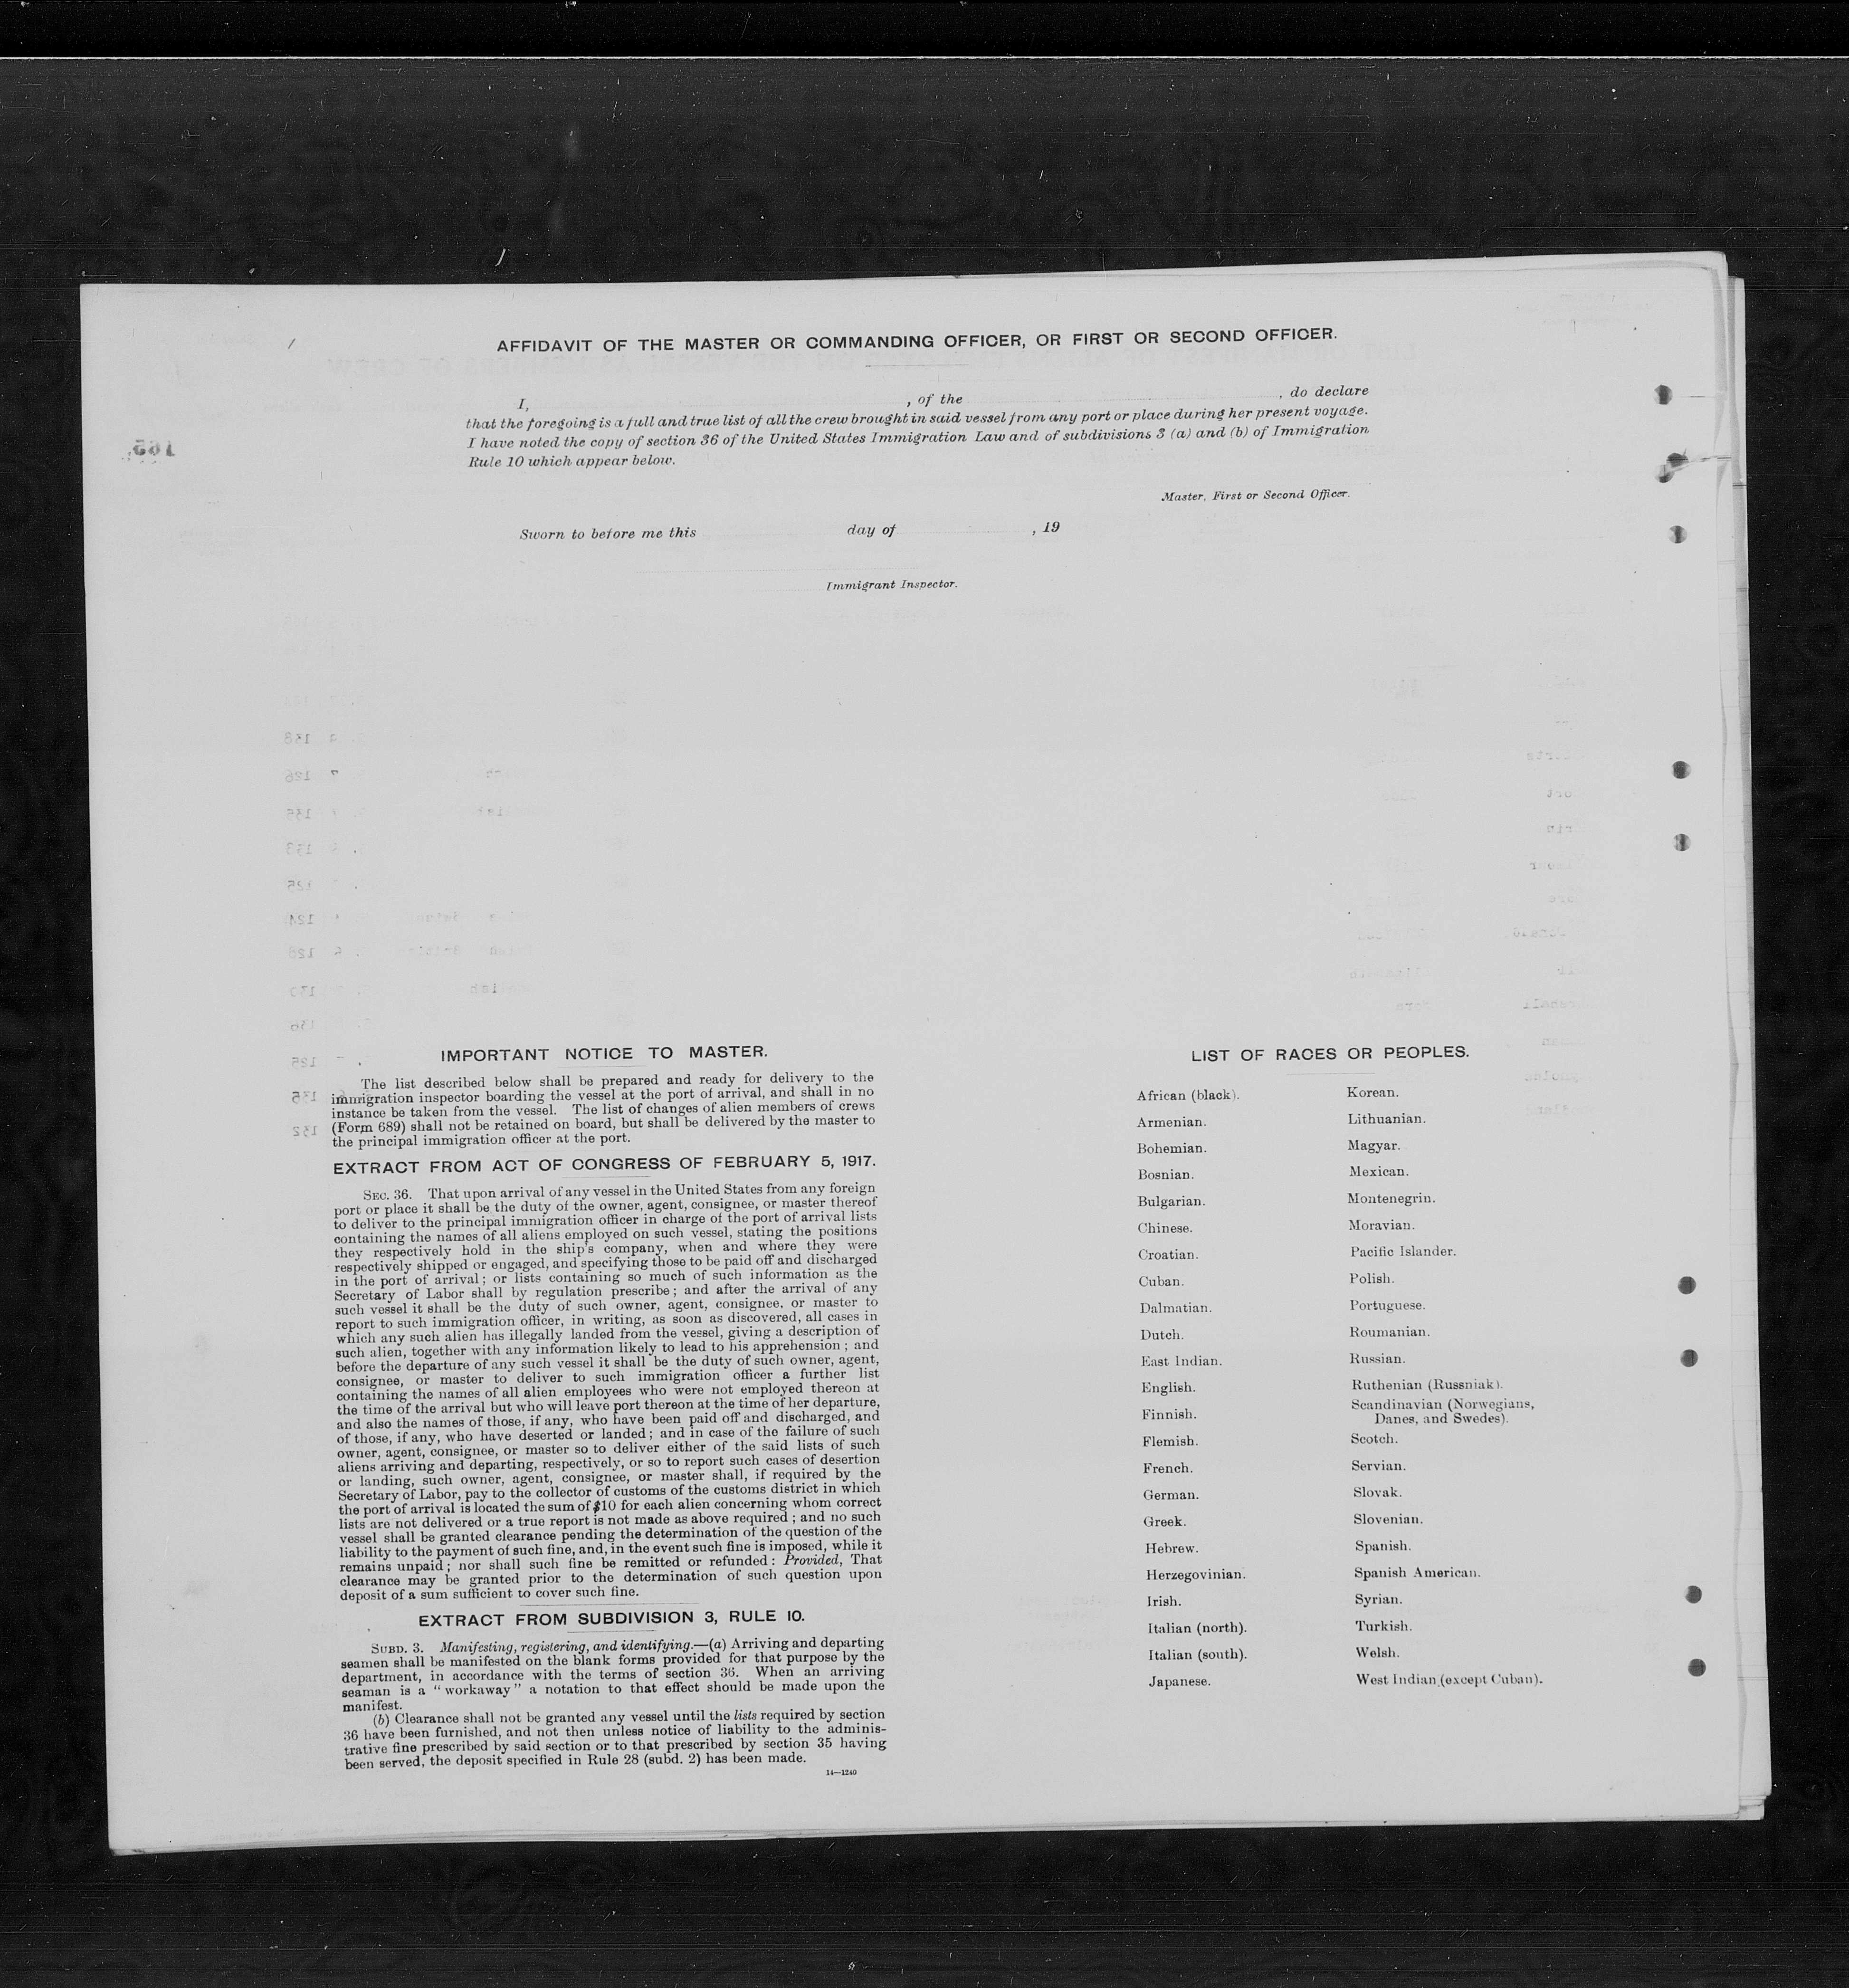 AFFIDAVIT OF THE MASTER OR COMMANDING OFFICER, OR FIRST OR SECOND OFFICER.
I, , of the , do declare
that the foregoing is a full and true list of all the crew brought in said vessel from any port or place during her present voyage.
I have noted the copy of section 36 of the United States Immigration Law and of subdivisions 3 (a) and (b) of Immigration
Rule 10 which appear below.
Master, First or Second Officer.
Sworn to before me this day of , 19
Immigrant Inspector.
IMPORTANT NOTICE TO MASTER.
The list described below shall be prepared and ready for delivery to the
immigration inspector boarding the vessel at the port of arrival, and shall in no
instance be taken from the vessel. The list of changes of alien members of crews
(Form 689) shall not be retained on board, but shall be delivered by the master to
the principal immigration officer at the port.
EXTRACT FROM ACT OF CONGRESS OF FEBRUARY 5, 1917.
SEC. 36. That upon arrival of any vessel in the United States from any foreign
port or place it shall be the duty of the owner, agent, consignee, or master thereof
to deliver to the principal immigration officer in charge of the port of arrival lists
containing the names of all aliens employed on such vessel, stating the positions
they respectively hold in the ship's company, when and where they were
respectively shipped or engaged, and specifying those to be paid off and discharged
in the port of arrival; or lists containing so much of such information as the
Secretary of Labor shall by regulation prescribe; and after the arrival of any
such vessel it shall be the duty of such owner, agent, consignee, or master to
report to such immigration officer, in writing, as soon as discovered, all cases in
which any such alien has illegally landed from the vessel, giving a description of
such alien, together with any information likely to lead to his apprehension; and
before the departure of any such vessel it shall be the duty of such owner, agent,
consignee, or master to deliver to such immigration officer a further list
containing the names of all alien employees who were not employed thereon at
the time of the arrival but who will leave port thereon at the time of her departure,
and also the names of those, if any, who have been paid off and discharged, and
of those, if any, who have deserted or landed; and in case of the failure of such
owner, agent, consignee, or master so to deliver either of the said lists of such
aliens arriving and departing, respectively, or so to report such cases of desertion
or landing, such owner, agent, consignee, or master shall, if required by the
Secretary of Labor, pay to the collector of customs of the customs district in which
the port of arrival is located the sum of $10 for each alien concerning whom correct
lists are not delivered or a true report is not made as above required; and no such
vessel shall be granted clearance pending the determination of the question of the
liability to the payment of such fine, and, in the event such fine is imposed, while it
remains unpaid; nor shall such fine be remitted or refunded: Provided, That
clearance may be granted prior to the determination of such question upon
deposit of a sum sufficient to cover such fine.
EXTRACT FROM SUBDIVISION 3, RULE 10.
SUBD. 3. Manifesting, registering, and identifying.—(a) Arriving and departing
seamen shall be manifested on the blank forms provided for that purpose by the
department, in accordance with the terms of section 36. When an arriving
seaman is a "workaway" a notation to that effect should be made upon the
manifest.
(b) Clearance shall not be granted any vessel until the lists required by section
36 have been furnished, and not then unless notice of liability to the adminis-
trative fine prescribed by said section or to that prescribed by section 35 having
been served, the deposit specified in Rule 28 (subd. 2) has been made.
14—1240
LIST OF RACES OR PEOPLES.
African (black).
Armenian.
Bohemian.
Bosnian.
Bulgarian.
Chinese.
Croatian.
Cuban.
Dalmatian.
Dutch.
East Indian.
English.
Finnish.
Flemish.
French.
German.
Greek.
Hebrew.
Herzegovinian.
Irish.
Italian (north).
Italian (south).
Japanese.
Korean.
Lithuanian.
Magyar.
Mexican.
Montenegrin.
Moravian.
Pacific Islander.
Polish.
Portuguese.
Roumanian.
Russian.
Ruthenian (Russniak).
Scandinavian (Norwegians,
Danes, and Swedes).
Scotch.
Servian.
Slovak.
Slovenian.
Spanish.
Spanish American.
Syrian.
Turkish.
Welsh.
West Indian (except Cuban).